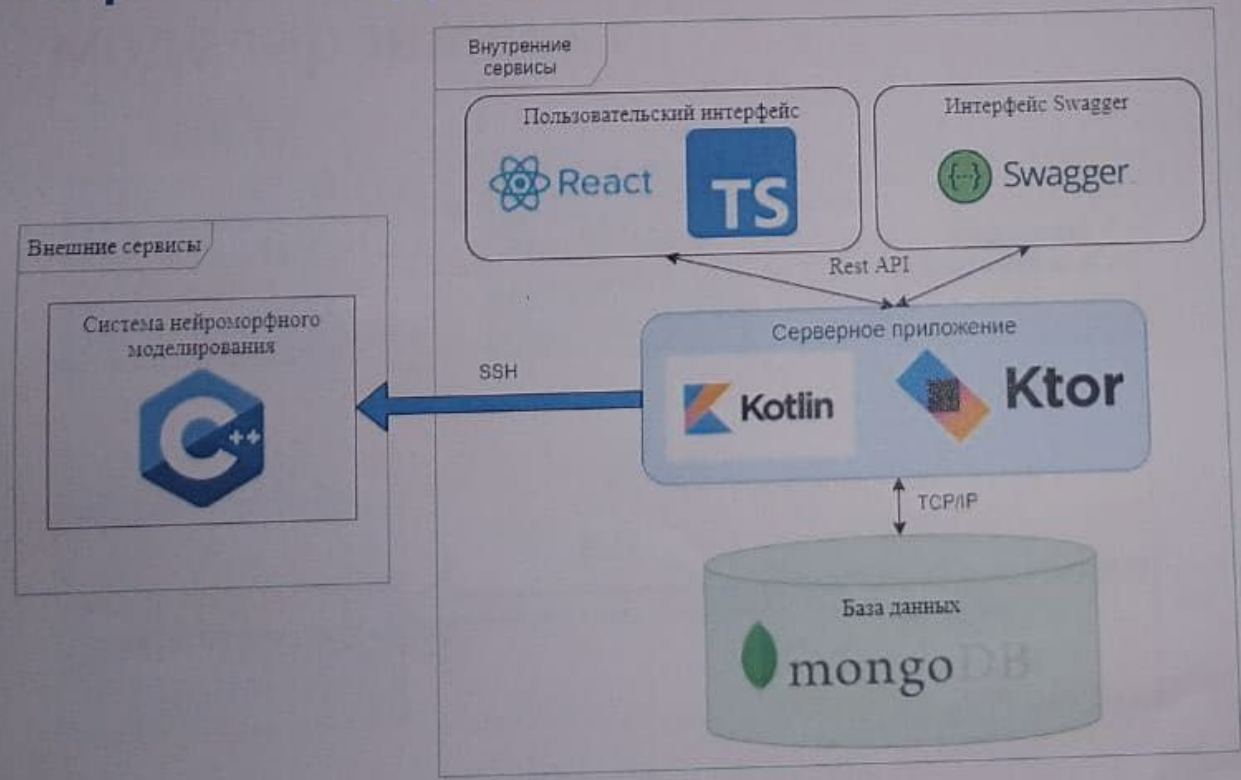 Внутренние
сервисы
Пользовательский интерфейс
React
TS
Интерфейс Swagger
{··}
Swagger
Rest API
Внешние сервисы
Система нейроморфного
моделирования
C++
SSH
Серверное приложение
Kotlin
Ktor
TCP/IP
База данных
mongoDB